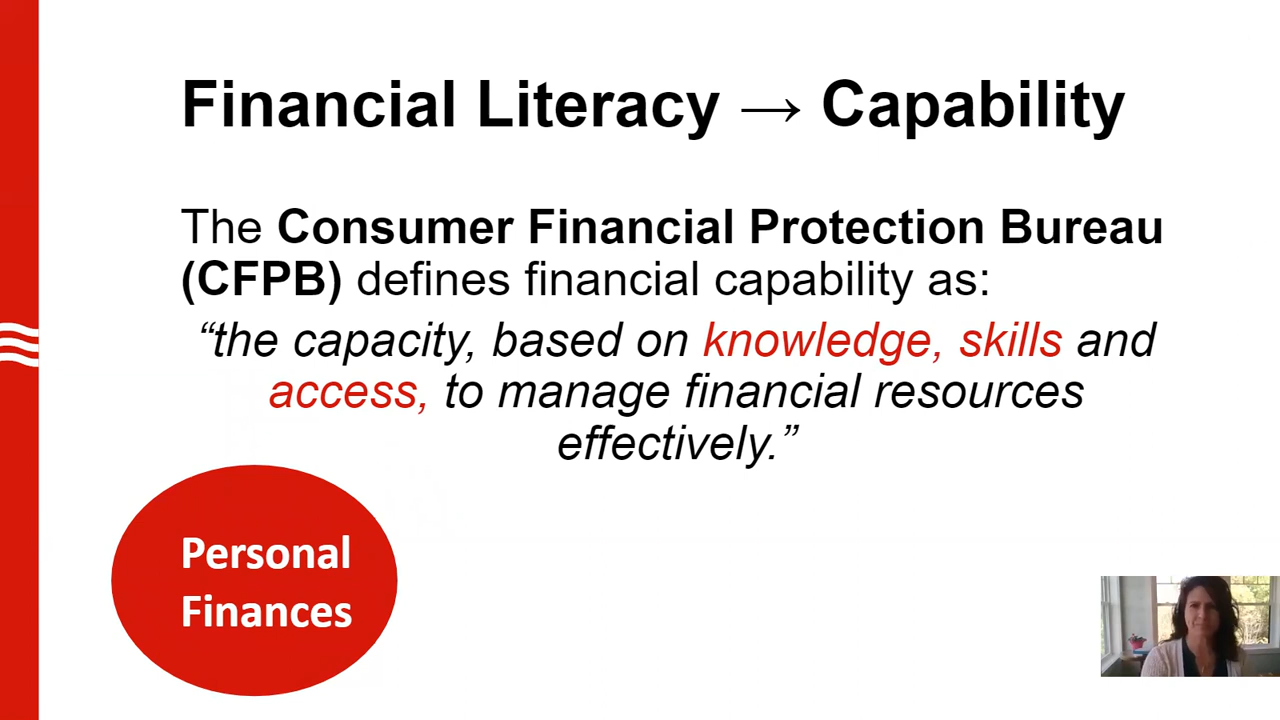 Financial Literacy → Capability
The Consumer Financial Protection Bureau
(CFPB) defines financial capability as:
“the capacity, based on knowledge, skills and
access, to manage financial resources
effectively.”
Personal
Finances